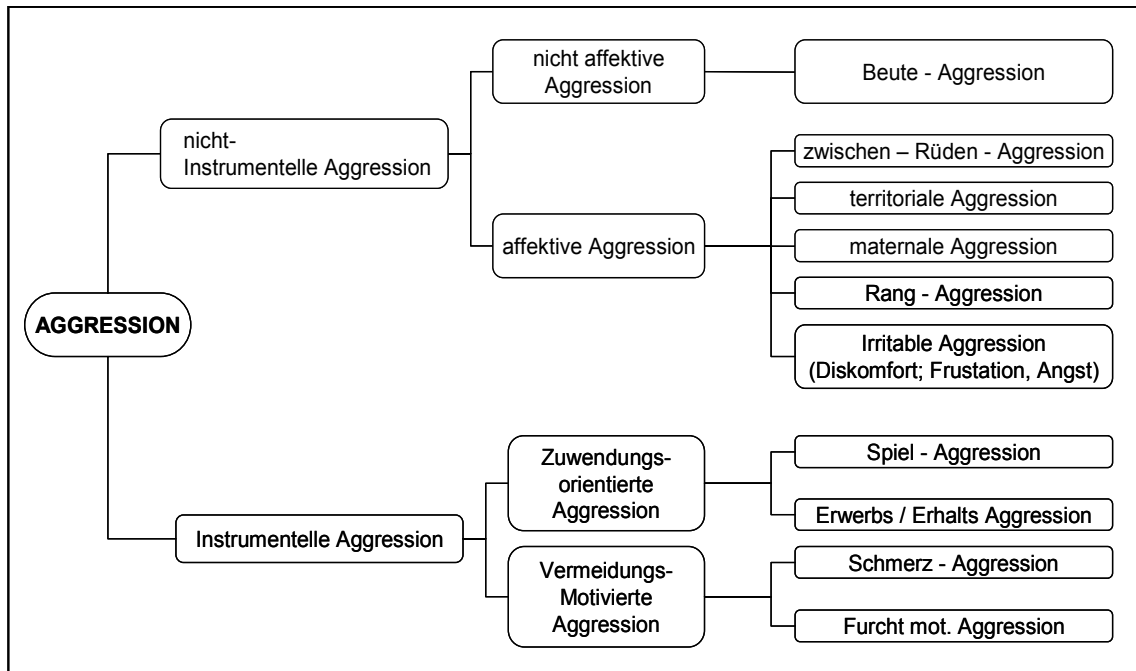 nicht affektive
Aggression
Beute - Aggression
nicht-
Instrumentelle Aggression
zwischen – Rüden - Aggression
territoriale Aggression
affektive Aggression
maternale Aggression
Rang - Aggression
AGGRESSION
Irritable Aggression
(Diskomfort; Frustation, Angst)
Zuwendungs-
orientierte
Aggression
Spiel - Aggression
Erwerbs / Erhalts Aggression
Instrumentelle Aggression
Vermeidungs-
Motivierte
Aggression
Schmerz - Aggression
Furcht mot. Aggression